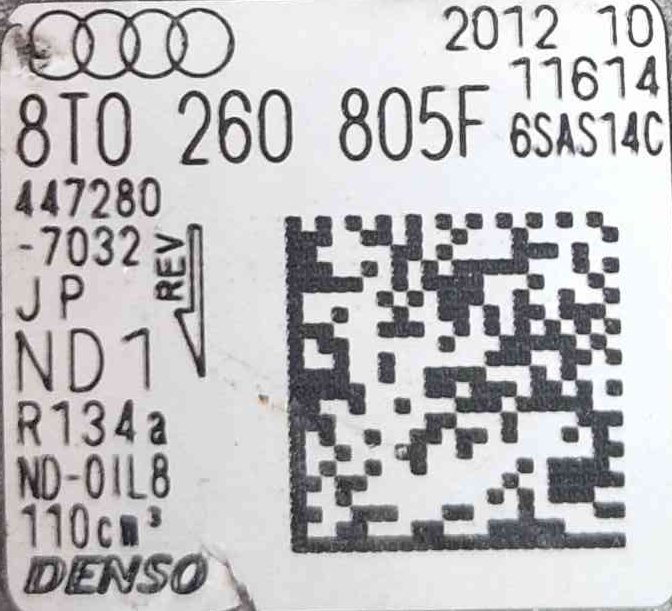 2012 10
11614
8T0 260 805F 6SAS14C
447280
-7032
REV
JP
ND1
R134a
ND-OIL8
110cm³
DENSO